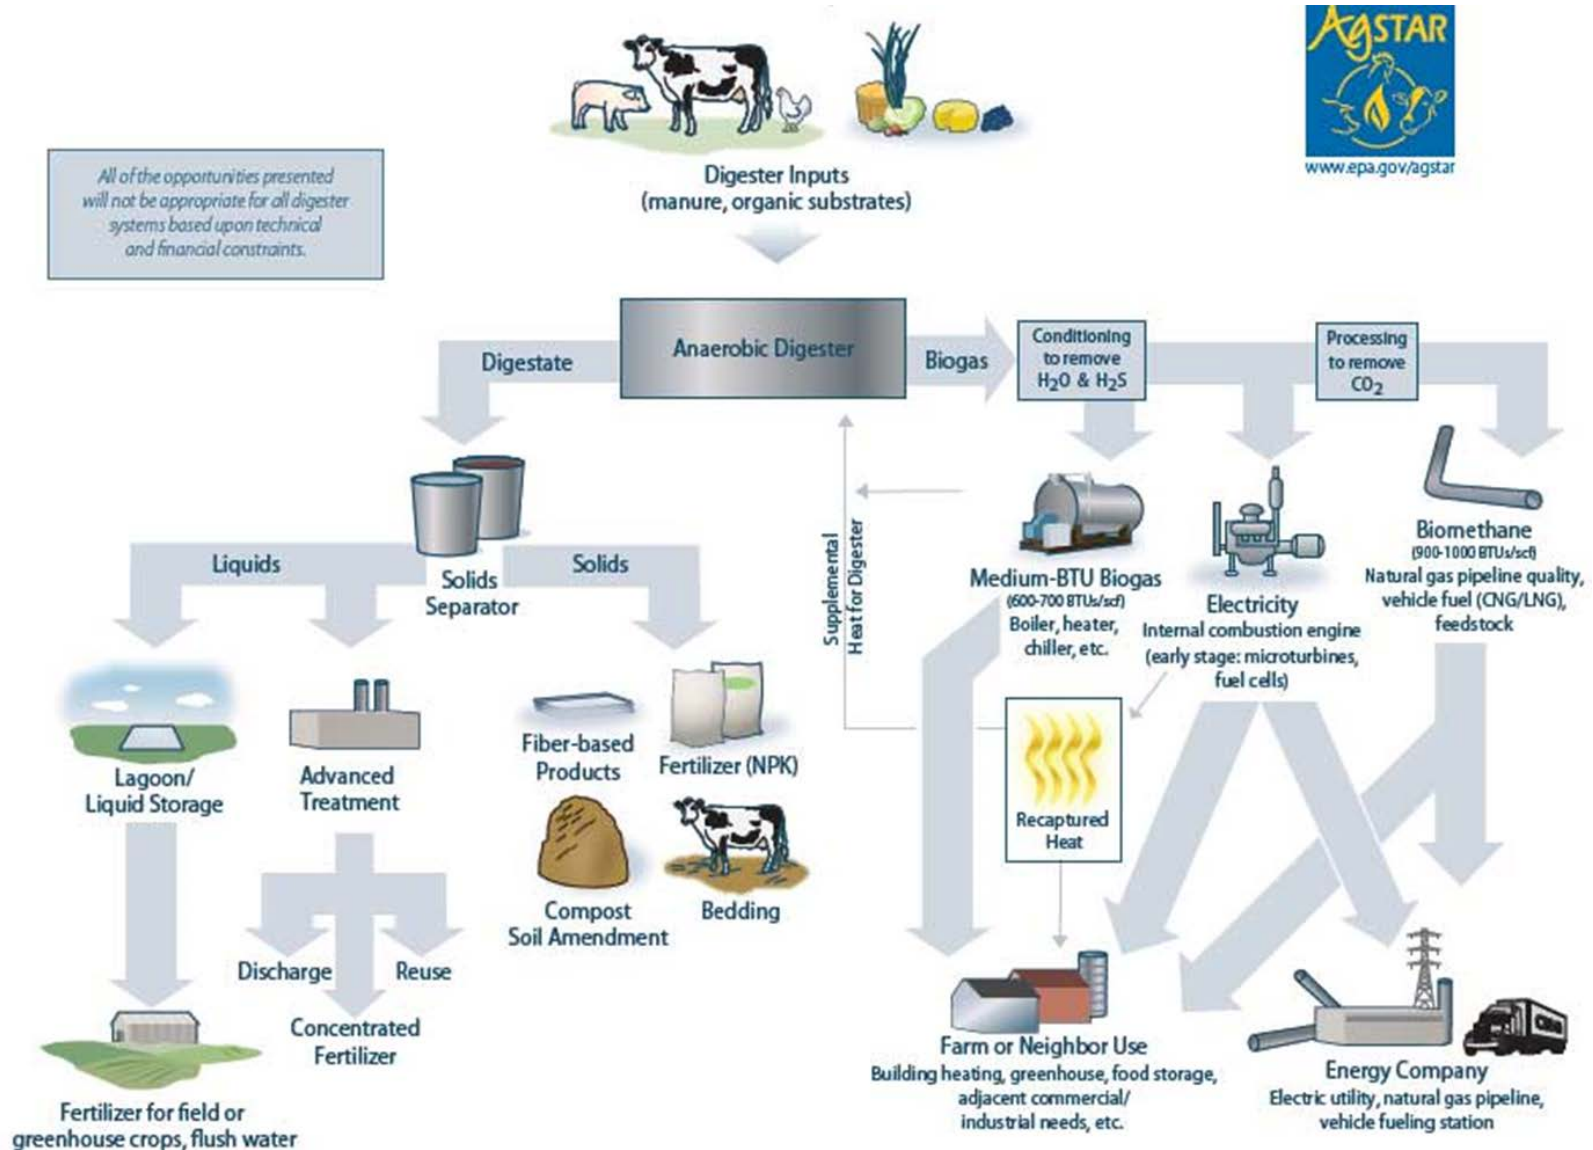 AgSTAR
www.epa.gov/agstar
Digester Inputs
(manure, organic substrates)
All of the opportunities presented
will not be appropriate for all digester
systems based upon technical
and financial constraints.
Digestate
Anaerobic Digester
Biogas
Conditioning
to remove
H2O & H2S
Processing
to remove
CO2
Liquids
Solids
Separator
Solids
Supplemental
Heat for Digester
Medium-BTU Biogas
(600-700 BTUs/scf)
Boiler, heater,
chiller, etc.
Electricity
Internal combustion engine
(early stage: microturbines,
fuel cells)
Biomethane
(900-1000 BTUs/scf)
Natural gas pipeline quality,
vehicle fuel (CNG/LNG),
feedstock
Lagoon/
Liquid Storage
Advanced
Treatment
Fiber-based
Products
Fertilizer (NPK)
Compost
Soil Amendment
Bedding
Recaptured
Heat
Discharge
Reuse
Concentrated
Fertilizer
Fertilizer for field or
greenhouse crops, flush water
Farm or Neighbor Use
Building heating, greenhouse, food storage,
adjacent commercial/
industrial needs, etc.
Energy Company
Electric utility, natural gas pipeline,
vehicle fueling station